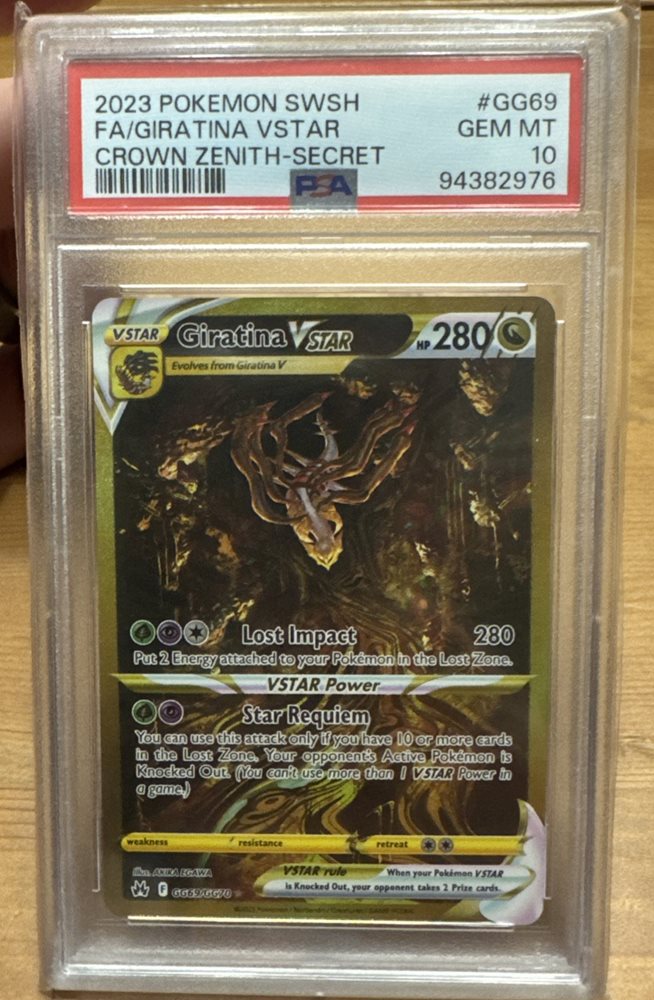 2023 POKEMON SWSH #GG69
FA/GIRATINA VSTAR GEM MT
CROWN ZENITH-SECRET 10
PSA 94382976
VSTAR Giratina VSTAR HP 280
Evolves from Giratina V
Lost Impact 280
Put 2 Energy attached to your Pokémon in the Lost Zone.
VSTAR Power
Star Requiem
You can use this attack only if you have 10 or more cards
in the Lost Zone. Your opponent's Active Pokémon is
Knocked Out. (You can't use more than 1 VSTAR Power in
a game.)
weakness resistance retreat
Illus. AKIRA EGAWA
VSTAR rule When your Pokémon VSTAR
is Knocked Out, your opponent takes 2 Prize cards.
F GG69/GG70